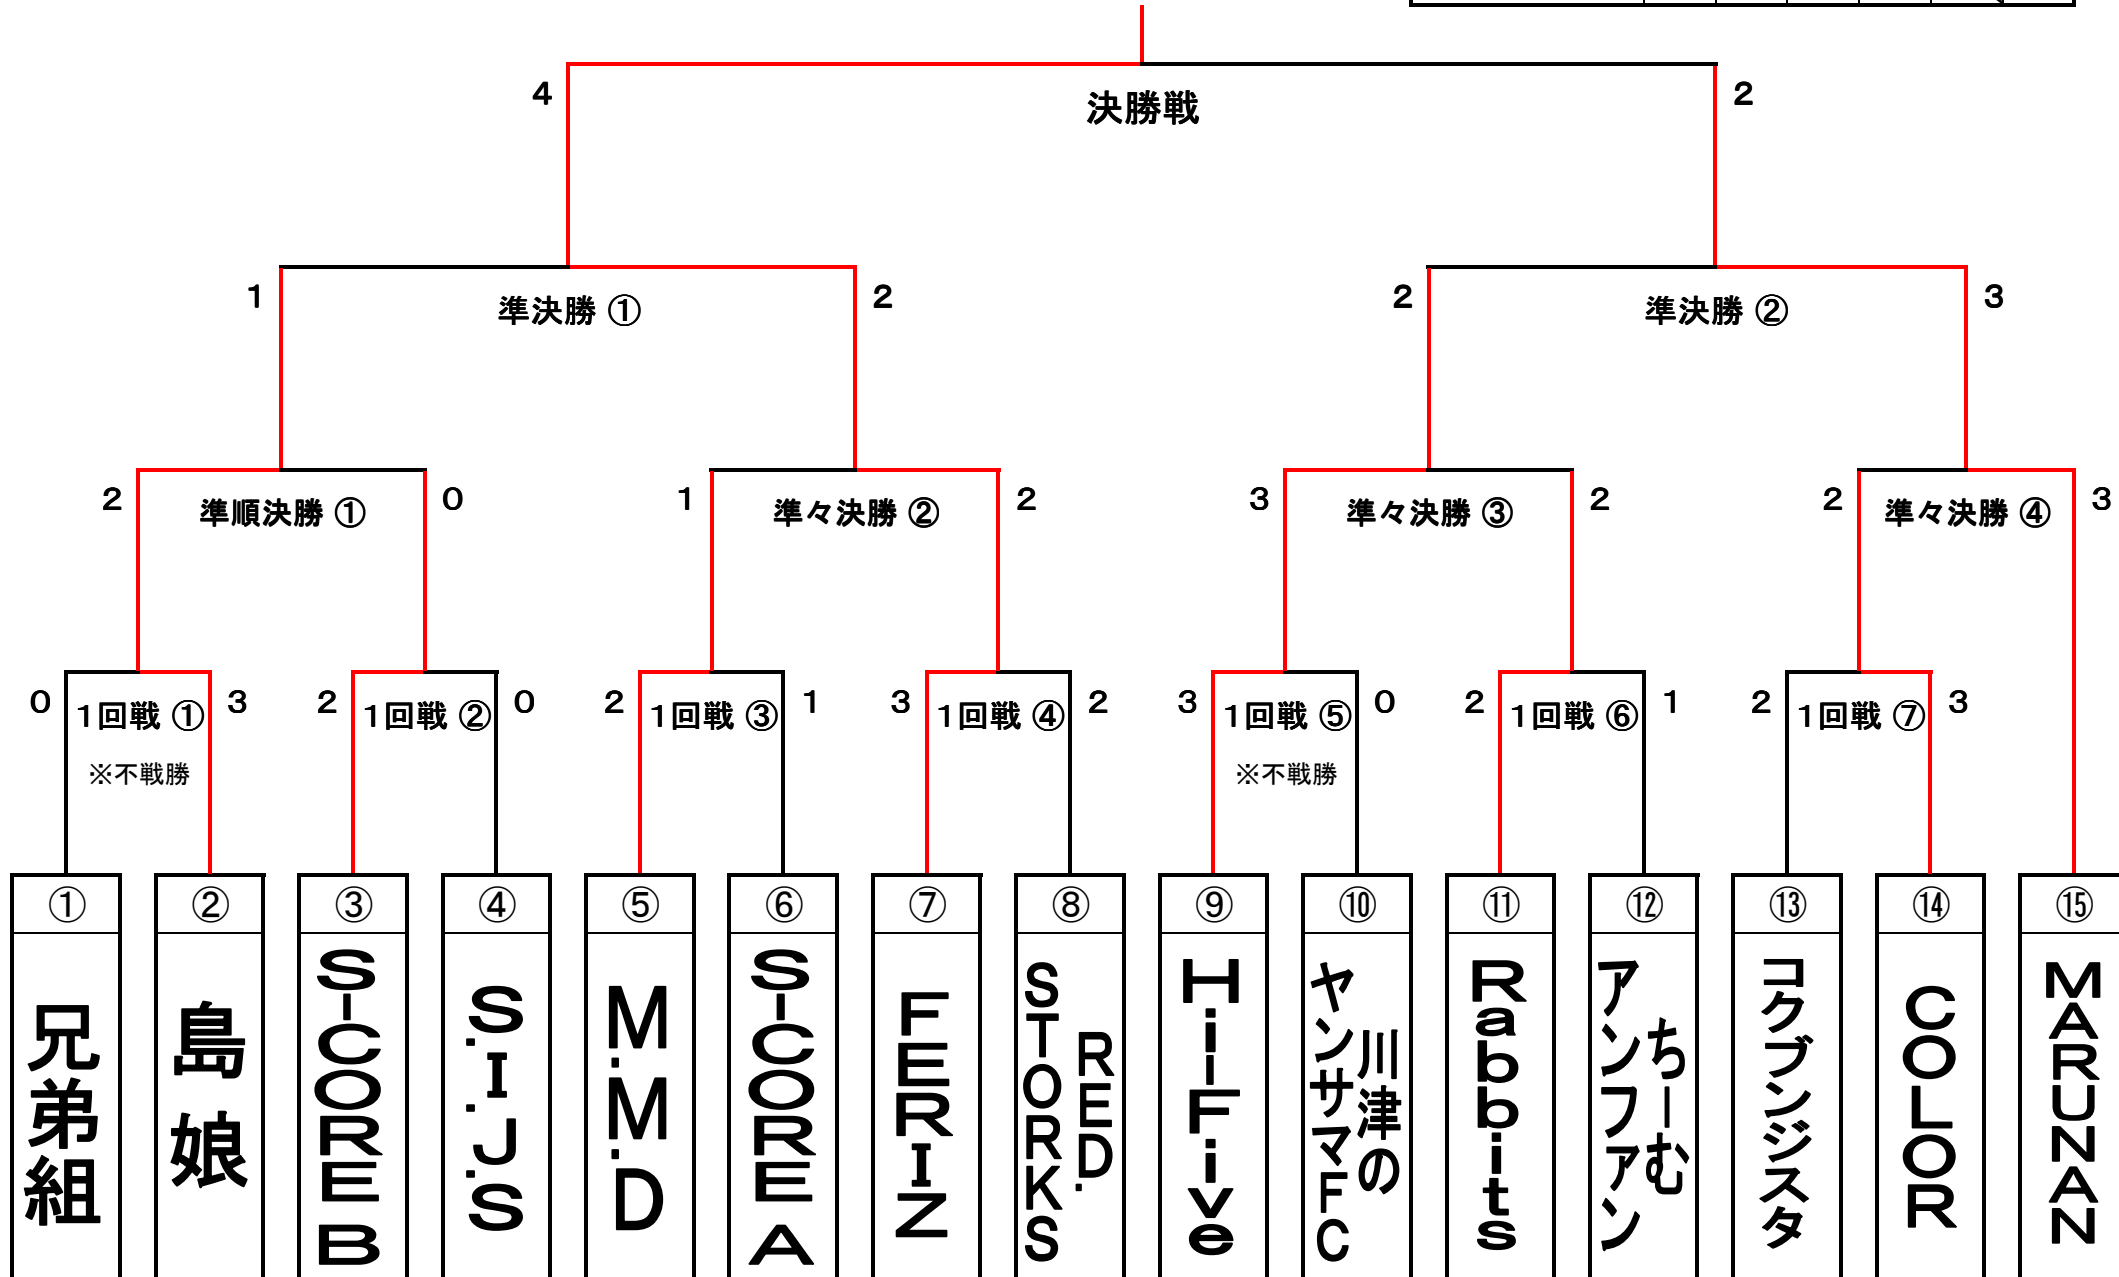 4
決勝戦
2
1
準決勝 ①
2
2
準決勝 ②
3
2
準順決勝 ①
0
1
準々決勝 ②
2
3
準々決勝 ③
2
2
準々決勝 ④
3
0
1回戦 ①
3
2
1回戦 ②
0
2
1回戦 ③
1
3
1回戦 ④
2
3
1回戦 ⑤
0
2
1回戦 ⑥
1
2
1回戦 ⑦
3
※不戦勝
※不戦勝
①
②
③
④
⑤
⑥
⑦
⑧
⑨
⑩
⑪
⑫
⑬
⑭
⑮
兄弟組
島娘
S-CORE B
S.I.J.S
M.M.D
S-CORE A
FERIZ
RED.
STORKS
Hi-Five
川津の
ヤンサマFC
Rabbits
ちーむ
アンファン
コクブンジスタ
COLOR
MARUNAN